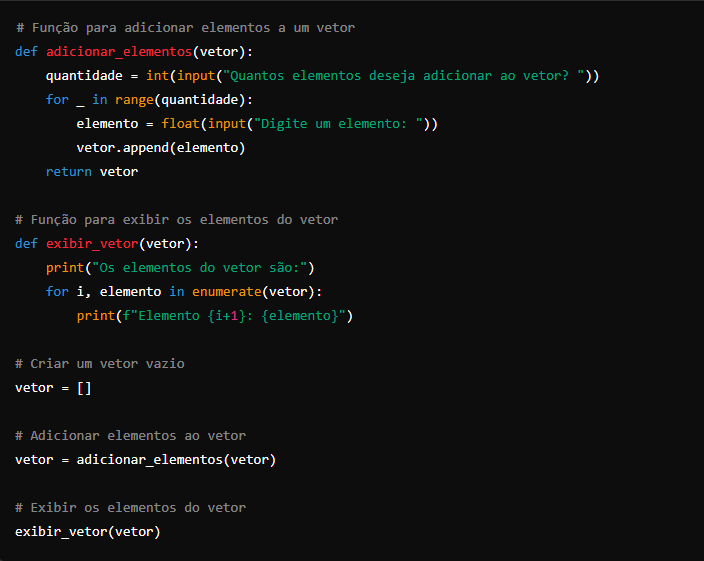 # Função para adicionar elementos a um vetor
def adicionar_elementos(vetor):
    quantidade = int(input("Quantos elementos deseja adicionar ao vetor? "))
    for _ in range(quantidade):
        elemento = float(input("Digite um elemento: "))
        vetor.append(elemento)
    return vetor

# Função para exibir os elementos do vetor
def exibir_vetor(vetor):
    print("Os elementos do vetor são:")
    for i, elemento in enumerate(vetor):
        print(f"Elemento {i+1}: {elemento}")

# Criar um vetor vazio
vetor = []

# Adicionar elementos ao vetor
vetor = adicionar_elementos(vetor)

# Exibir os elementos do vetor
exibir_vetor(vetor)